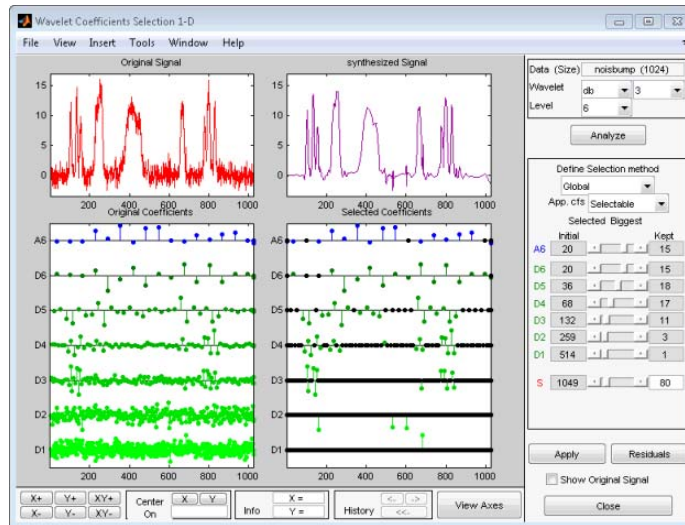 Wavelet Coefficients Selection 1-D
File View Insert Tools Window Help
Original Signal
15
10
5
0
200 400 600 800 1000
synthesized Signal
15
10
5
0
200 400 600 800 1000
Original Coefficients
A6
D6
D5
D4
D3
D2
D1
200 400 600 800 1000
Selected Coefficients
A6
D6
D5
D4
D3
D2
D1
200 400 600 800 1000
Data (Size) noisbump (1024)
Wavelet db 3
Level 6
Analyze
Define Selection method
Global
App. cfs Selectable
Selected Biggest
Initial Kept
A6 20 15
D6 20 15
D5 36 18
D4 68 17
D3 132 11
D2 259 3
D1 514 1
S 1049 80
Apply Residuals
Show Original Signal
Close
X+ Y+ XY+
X- Y- XY-
Center On X Y
Info X = Y =
History <- -> <<-
View Axes